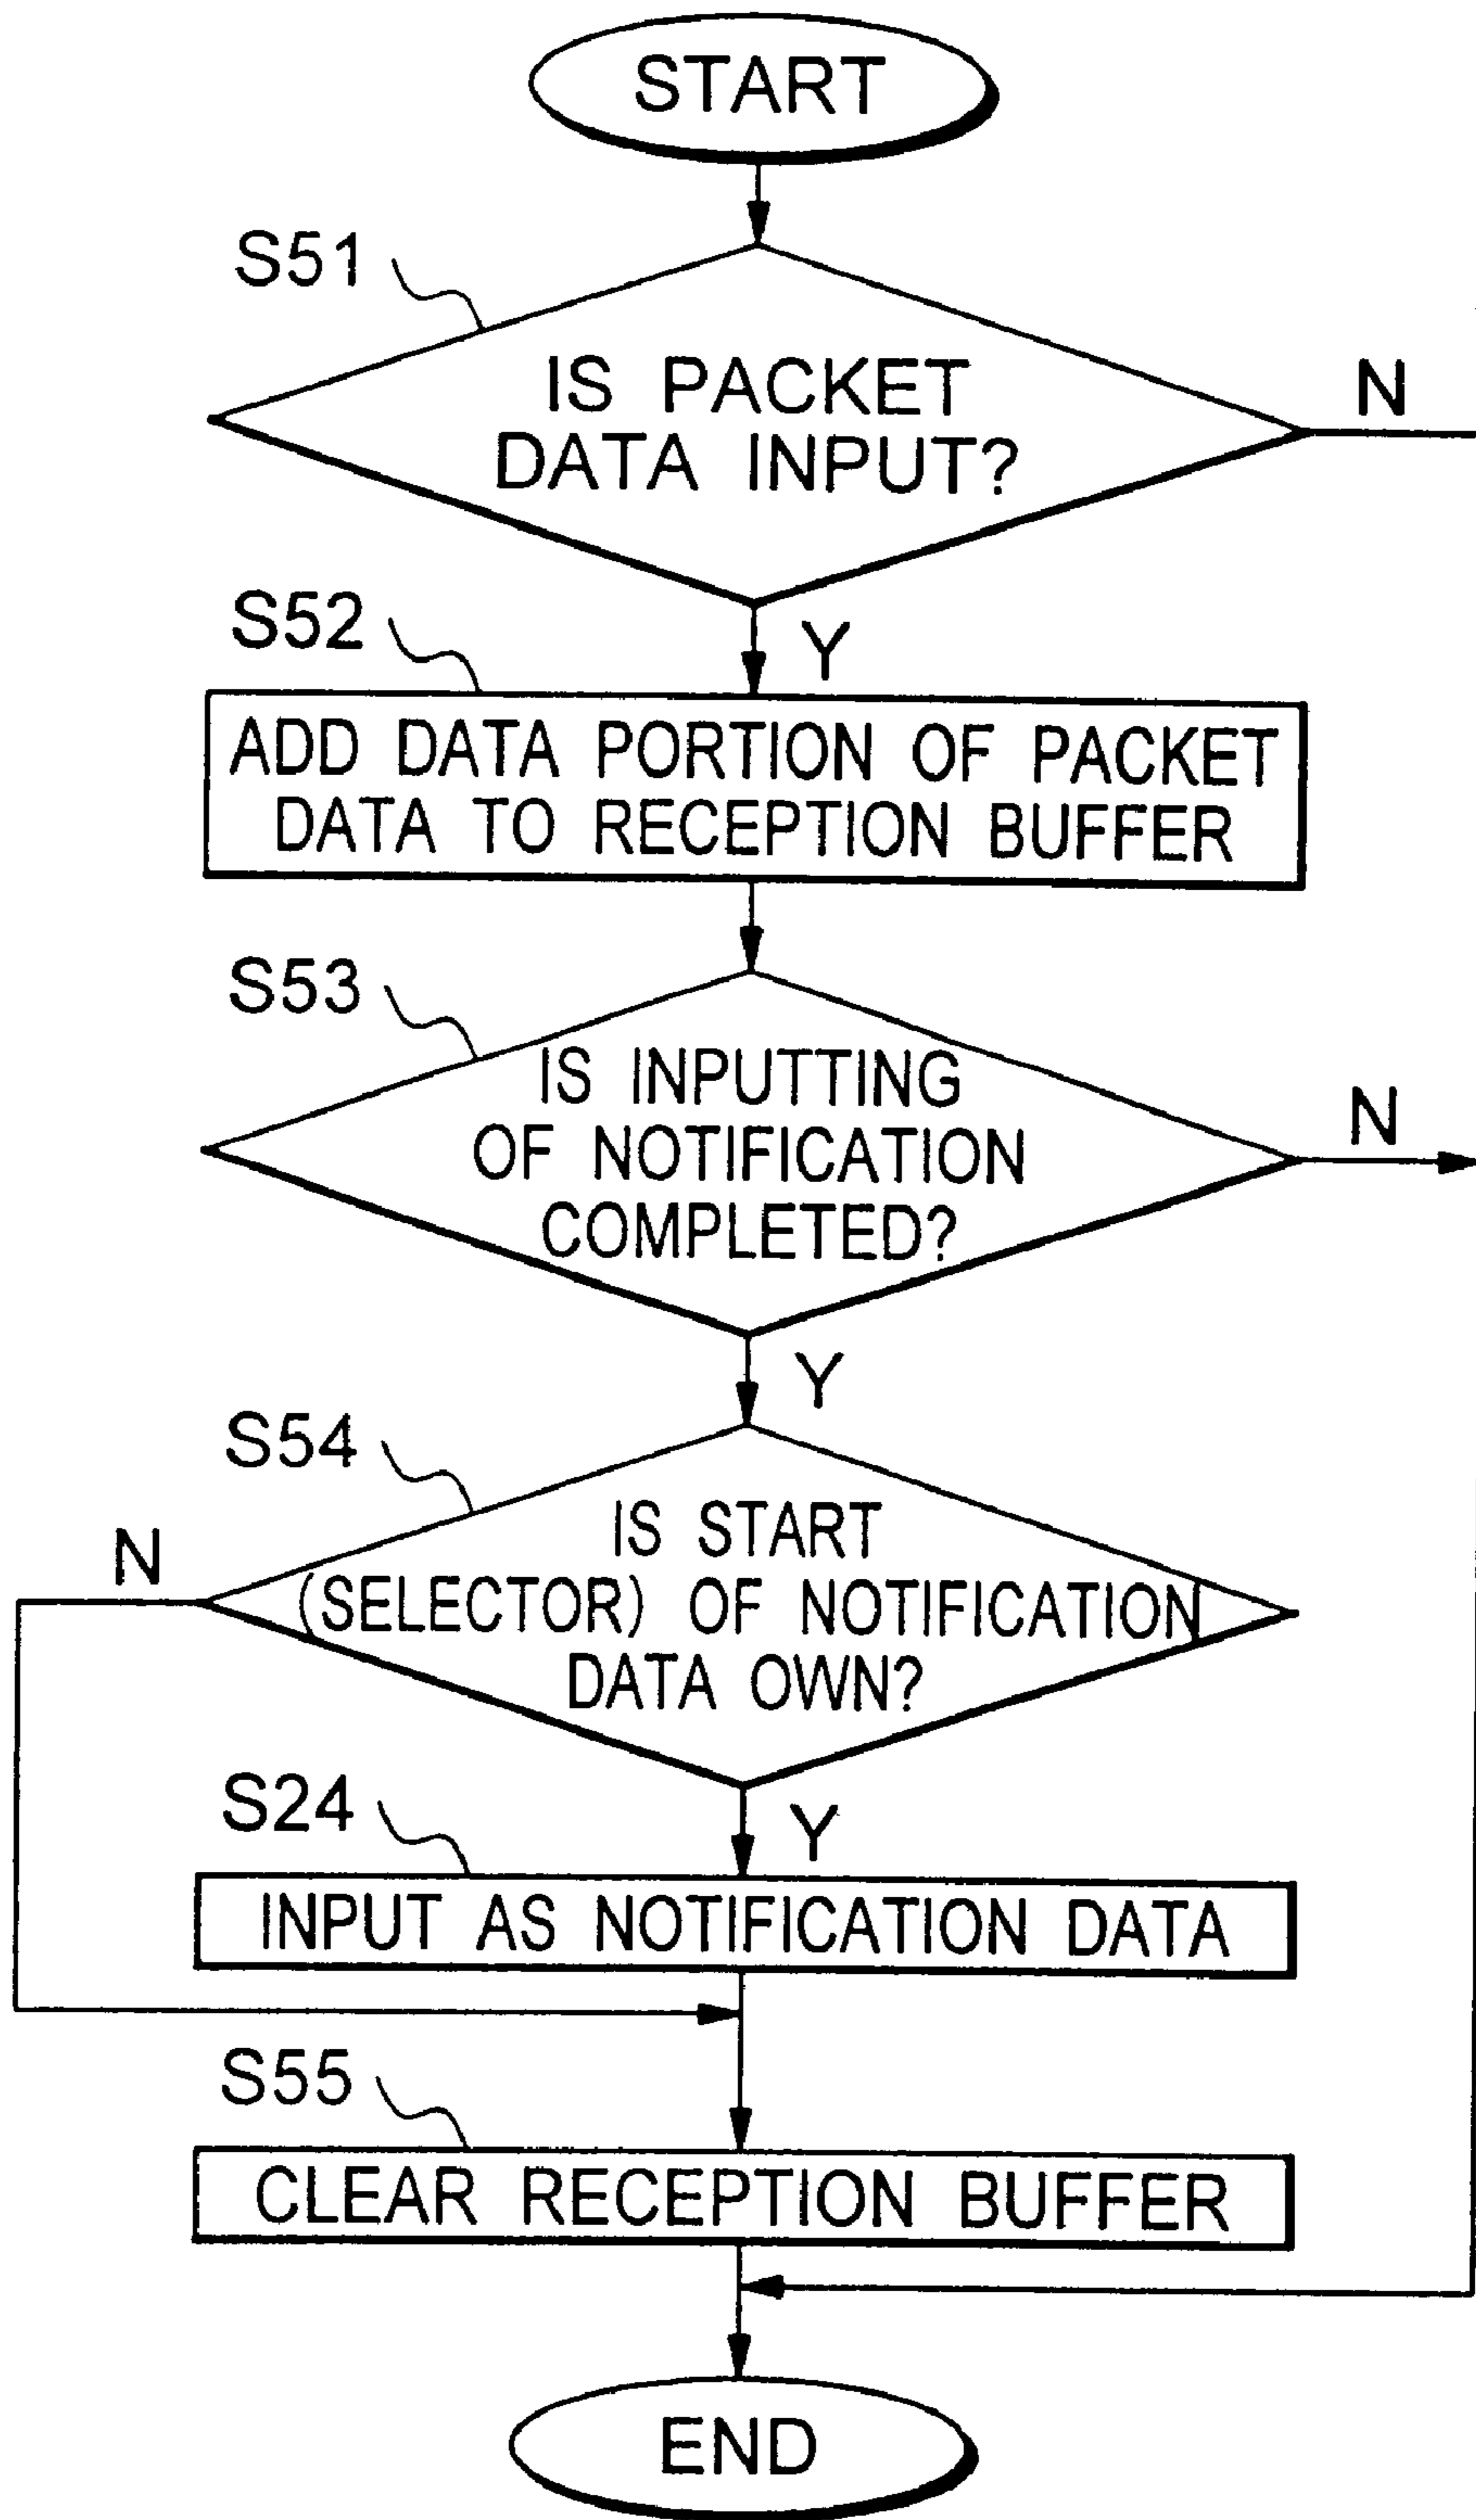 START
S51
IS PACKET
DATA INPUT?
N
S52
Y
ADD DATA PORTION OF PACKET
DATA TO RECEPTION BUFFER
S53
IS INPUTTING
OF NOTIFICATION
COMPLETED?
N
Y
S54
N
IS START
(SELECTOR) OF NOTIFICATION
DATA OWN?
S24
Y
INPUT AS NOTIFICATION DATA
S55
CLEAR RECEPTION BUFFER
END